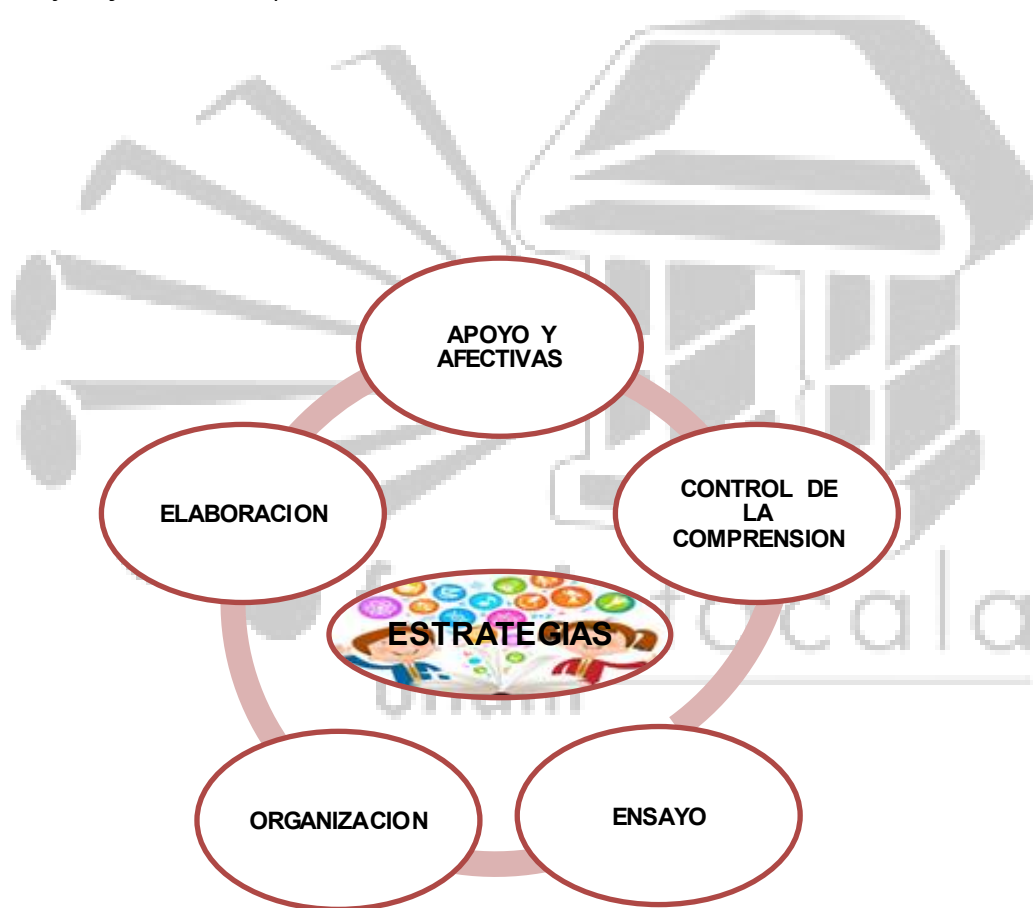 APOYO Y
AFECTIVAS
ELABORACION
CONTROL DE
LA
COMPRENSION
ESTRATEGIAS
ORGANIZACION
ENSAYO